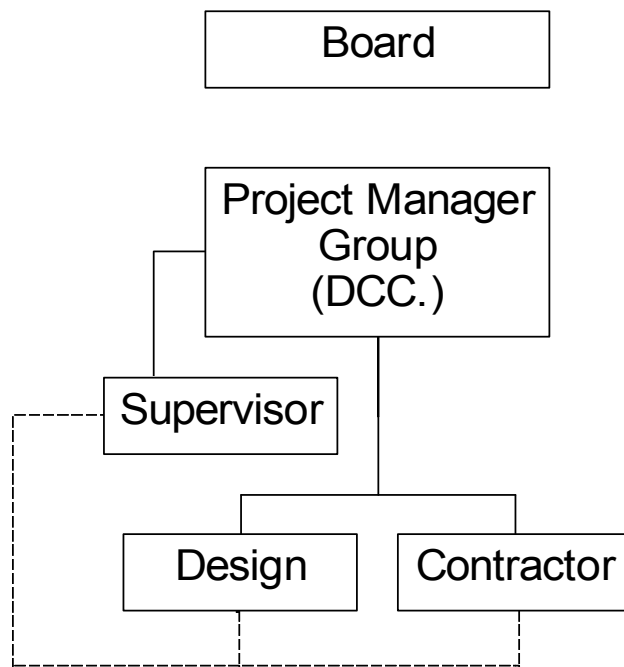 Board
Project Manager
Group
(DCC.)
Supervisor
Design
Contractor